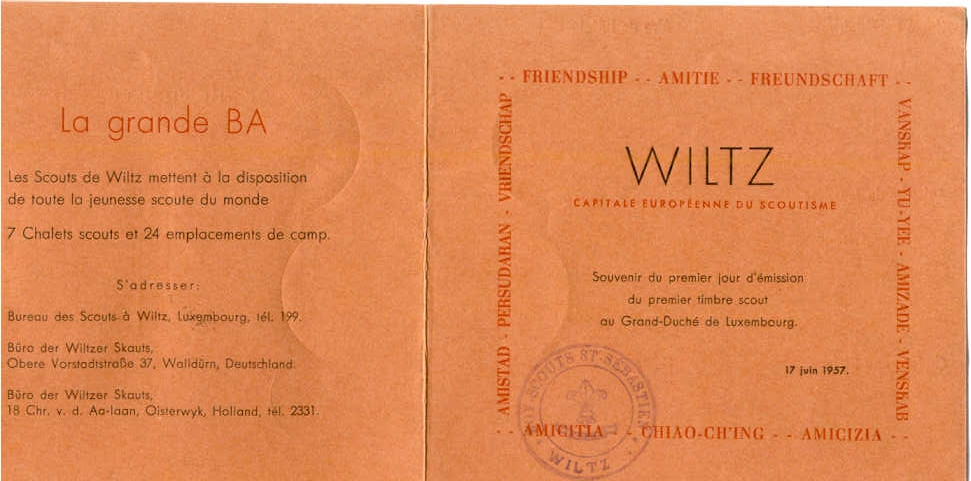 La grande BA
Les Scouts de Wiltz mettent à la disposition
de toute la jeunesse scoute du monde
7 Chalets scouts et 24 emplacements de camp.
S'adresser:
Bureau des Scouts à Wiltz, Luxembourg, tél. 199.
Büro der Wiltzer Skauts,
Obere Vorstadtstraße 37, Walldürn, Deutschland.
Büro der Wiltzer Skauts,
18 Chr. v. d. Aa-laan, Oisterwyk, Holland, tél. 2331.
- - FRIENDSHIP - - AMITIE - - FREUNDSCHAFT - -
VANSKAP - YU-YEE - AMIZADE - VENSKAB
- - AMICITIA - CHIAO-CH'ING - - AMICIZIA - -
AMISTAD - PERSUDARAN - VRIENDSCHAP
WILTZ
CAPITALE EUROPÉENNE DU SCOUTISME
Souvenir du premier jour d'émission
du premier timbre scout
au Grand-Duché de Luxembourg.
17 juin 1957.
BOY SCOUTS ST-SÉBASTIEN
WILTZ